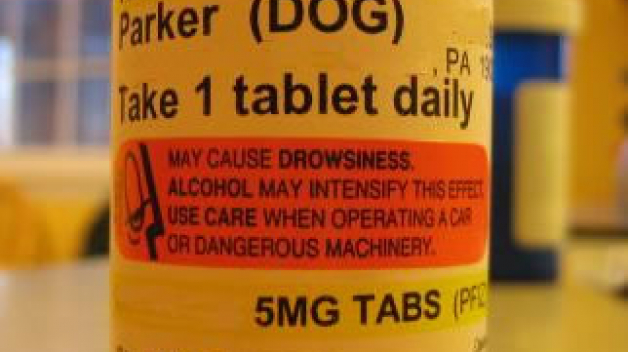 Parker (DOG)
, PA
Take 1 tablet daily
MAY CAUSE DROWSINESS.
ALCOHOL MAY INTENSIFY THIS EFFECT.
USE CARE WHEN OPERATING A CAR
OR DANGEROUS MACHINERY.
5MG TABS